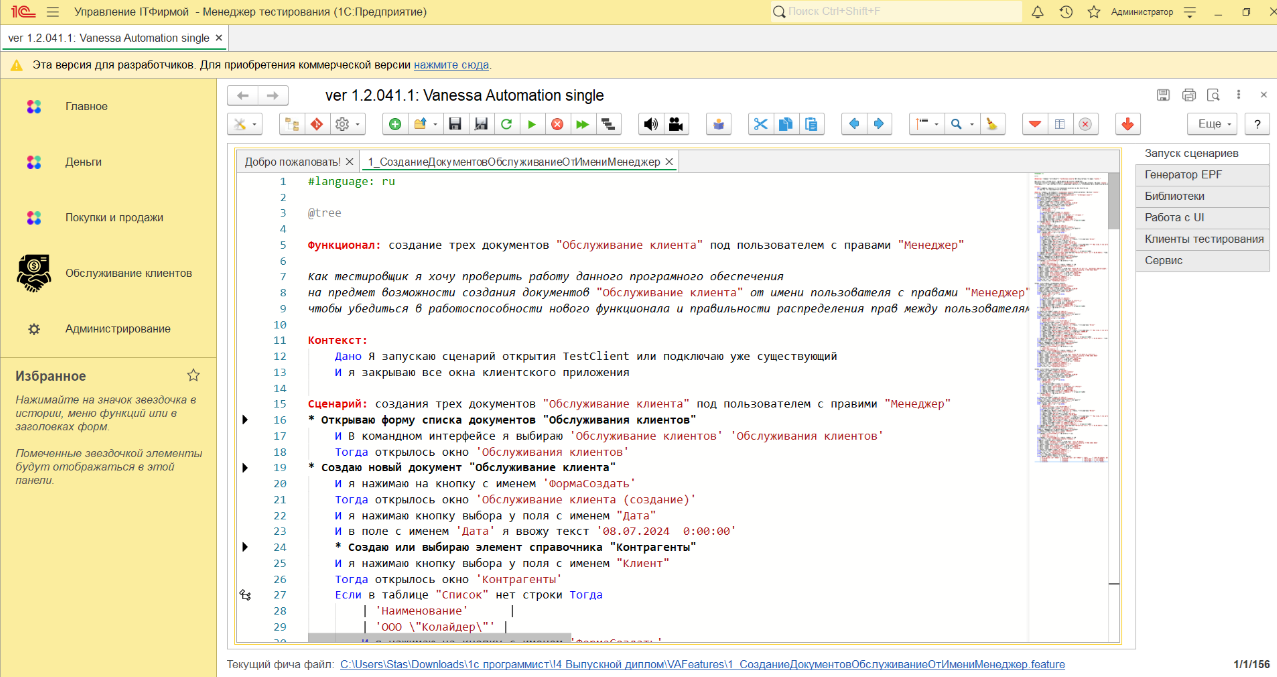 1С Управление ITФирмой - Менеджер тестирования (1С:Предприятие) Поиск Ctrl+Shift+F Администратор
ver 1.2.041.1: Vanessa Automation single ×
Эта версия для разработчиков. Для приобретения коммерческой версии нажмите сюда.
Главное
Деньги
Покупки и продажи
Обслуживание клиентов
Администрирование
Избранное
Нажимайте на значок звездочка в
истории, меню функций или в
заголовках форм.
Помеченные звездочкой элементы
будут отображаться в этой
панели.
ver 1.2.041.1: Vanessa Automation single
Еще ?
Добро пожаловать! × 1_СозданиеДокументовОбслуживаниеОтИмениМенеджер ×
1 #language: ru
2
3 @tree
4
5 Функционал: создание трех документов "Обслуживание клиента" под пользователем с правами "Менеджер"
6
7 Как тестировщик я хочу проверить работу данного програмного обеспечения
8 на предмет возможности создания документов "Обслуживание клиента" от имени пользователя с правами "Менеджер"
9 чтобы убедиться в работоспособности нового функционала и правильности распределения прав между пользователям
10
11 Контекст:
12 Дано Я запускаю сценарий открытия TestClient или подключаю уже существующий
13 И я закрываю все окна клиентского приложения
14
15 Сценарий: создания трех документов "Обслуживание клиента" под пользователем с правими "Менеджер"
16 * Открываю форму списка документов "Обслуживания клиентов"
17 И В командном интерфейсе я выбираю 'Обслуживание клиентов' 'Обслуживания клиентов'
18 Тогда открылось окно 'Обслуживания клиентов'
19 * Создаю новый документ "Обслуживание клиента"
20 И я нажимаю на кнопку с именем 'ФормаСоздать'
21 Тогда открылось окно 'Обслуживание клиента (создание)'
22 И я нажимаю кнопку выбора у поля с именем "Дата"
23 И в поле с именем 'Дата' я ввожу текст '08.07.2024  0:00:00'
24 * Создаю или выбираю элемент справочника "Контрагенты"
25 И я нажимаю кнопку выбора у поля с именем "Клиент"
26 Тогда открылось окно 'Контрагенты'
27 Если в таблице "Список" нет строки Тогда
28 | 'Наименование' |
29 | 'ООО \"Колайдер\"' |
30 И я нажимаю на кнопку с именем 'ФормаСоздать'
Запуск сценариев
Генератор EPF
Библиотеки
Работа с UI
Клиенты тестирования
Сервис
Текущий фича файл: C:\Users\Stas\Downloads\1с программист\!4 Выпускной диплом\VAFeatures\1_СозданиеДокументовОбслуживаниеОтИмениМенеджер.feature 1/1/156